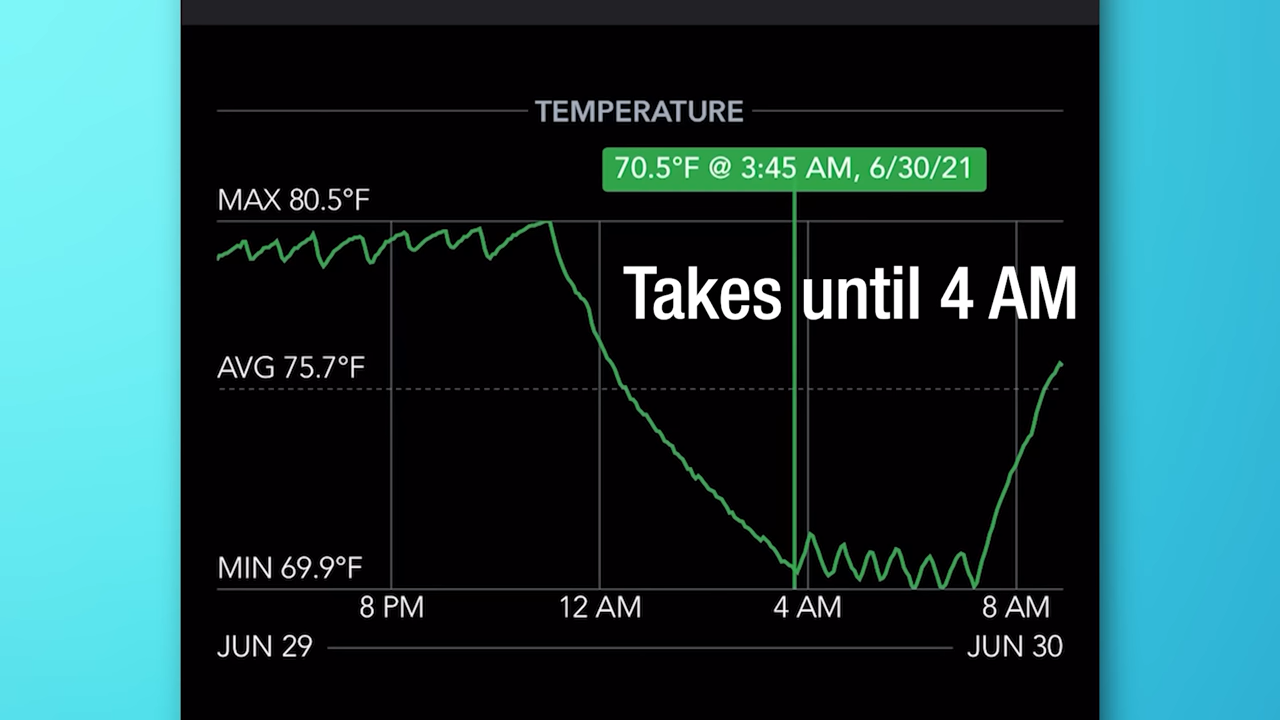 TEMPERATURE
70.5°F @ 3:45 AM, 6/30/21
MAX 80.5°F
Takes until 4 AM
AVG 75.7°F
MIN 69.9°F
8 PM 12 AM 4 AM 8 AM
JUN 29 JUN 30